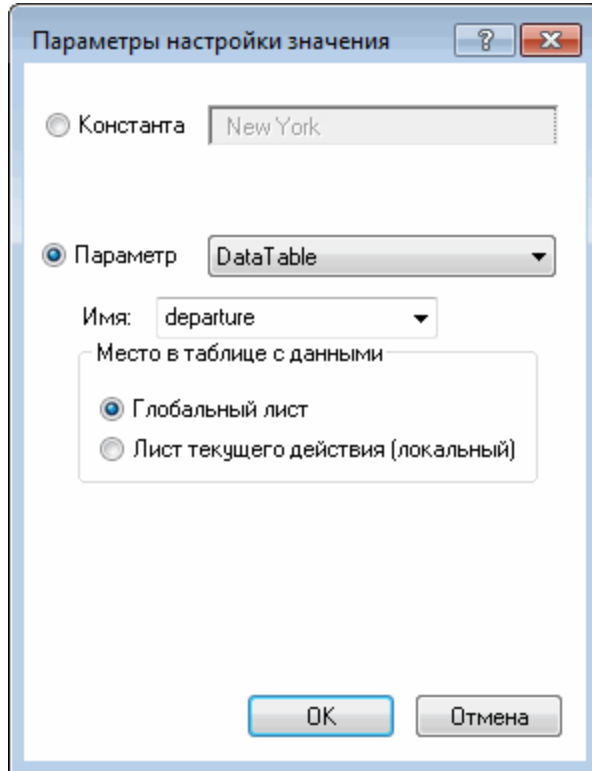 Параметры настройки значения
Константа New York
Параметр DataTable
Имя: departure
Место в таблице с данными
Глобальный лист
Лист текущего действия (локальный)
OK Отмена